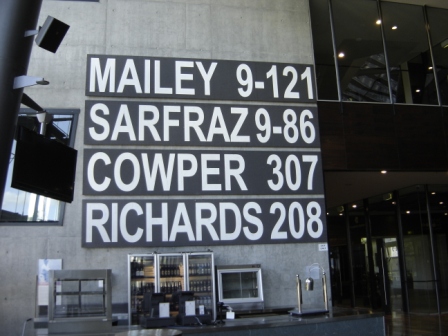 MAILEY 9-121
SARFRAZ 9-86
COWPER 307
RICHARDS 208